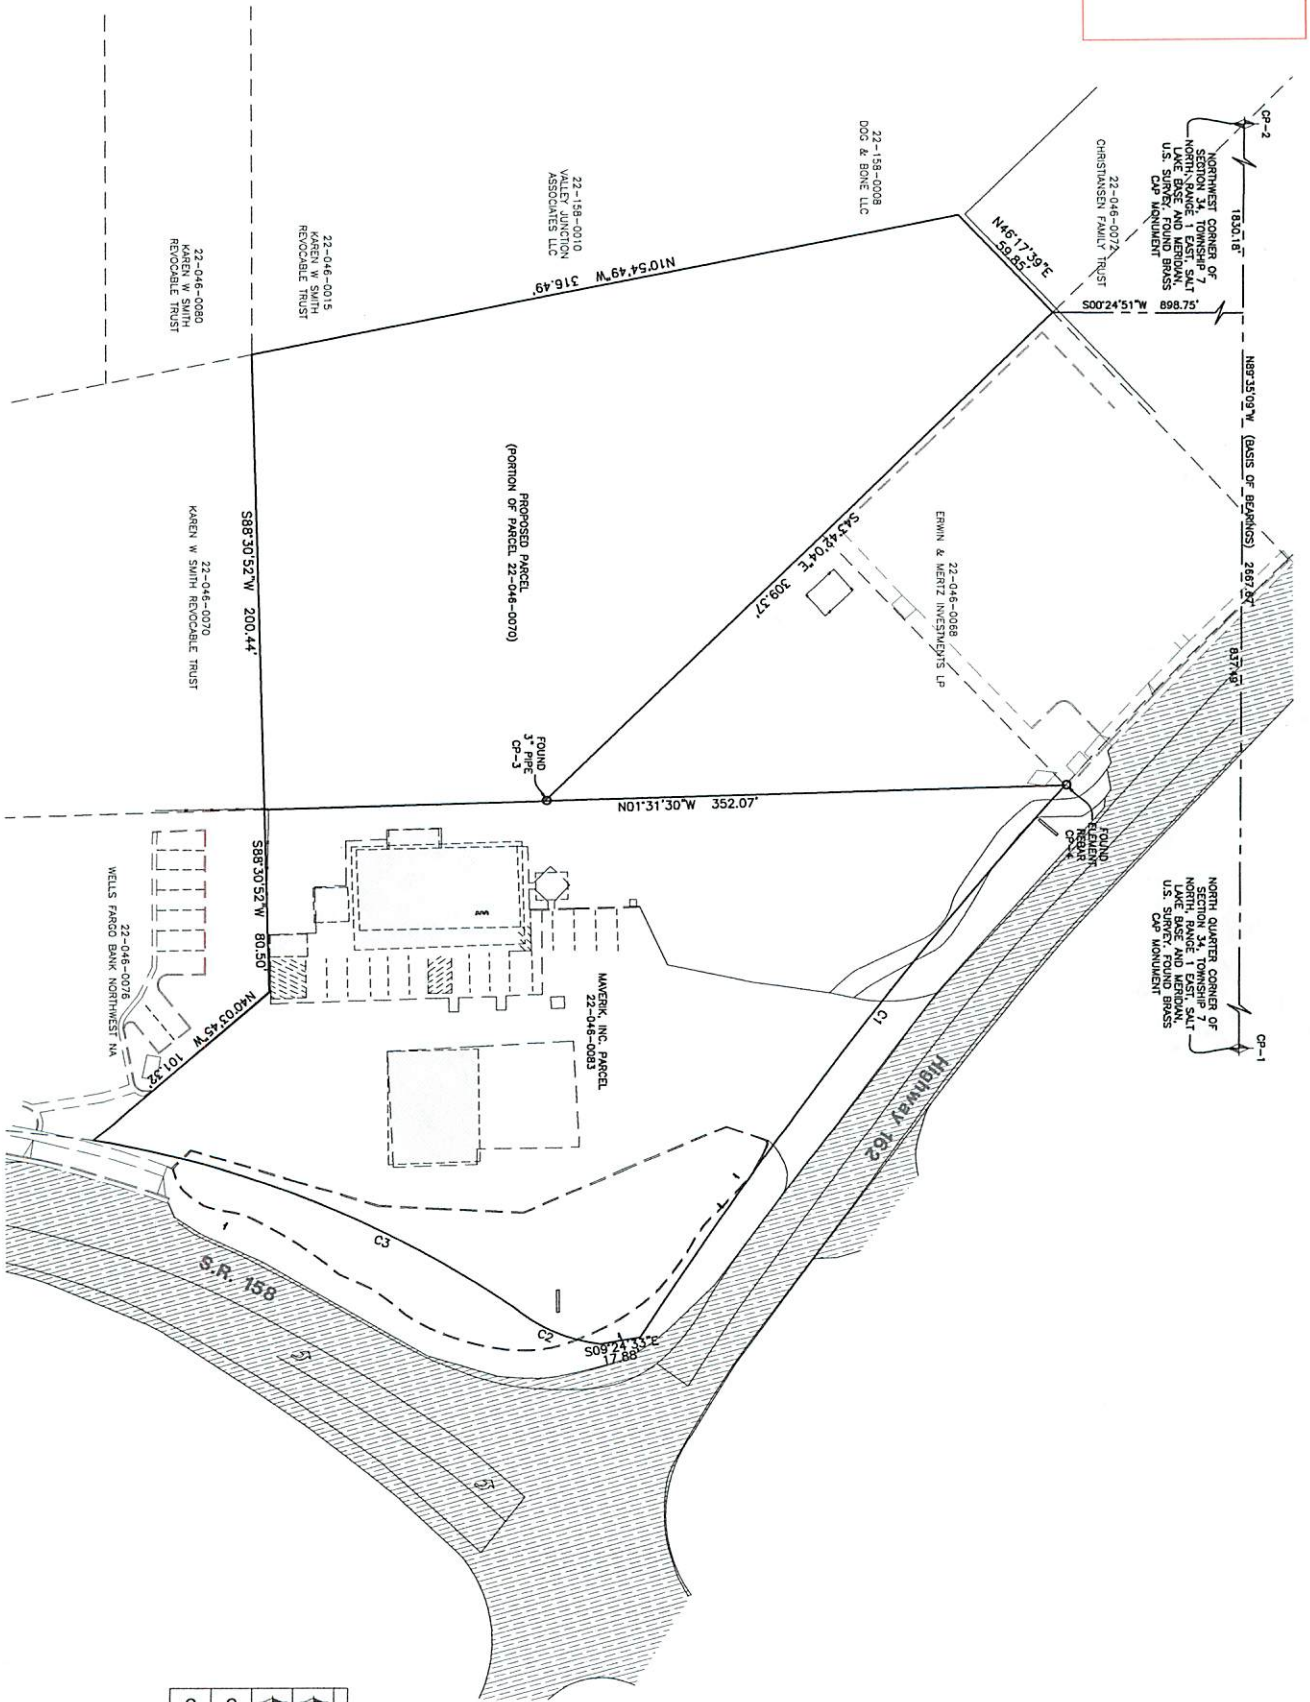 CP-2
1830.18'
NORTHWEST CORNER OF
SECTION 34, TOWNSHIP 7
NORTH, RANGE 1 EAST, SALT
LAKE BASE AND MERIDIAN,
U.S. SURVEY. FOUND BRASS
CAP MONUMENT
N89°35'09"W (BASIS OF BEARINGS) 2667.67'
837.49'
CP-1
NORTH QUARTER CORNER OF
SECTION 34, TOWNSHIP 7
NORTH, RANGE 1 EAST, SALT
LAKE BASE AND MERIDIAN,
U.S. SURVEY. FOUND BRASS
CAP MONUMENT
S00°24'51"W 898.75'
22-046-0072
CHRISTIANSEN FAMILY TRUST
N46°17'39"E
59.85'
22-158-0008
DOG & BONE LLC
22-046-0068
ERWIN & MERTZ INVESTMENTS LP
FOUND
ELEMENT
REBAR
CP-4
S43°42'04"E 309.37'
N10°54'49"W 316.49'
22-158-0010
VALLEY JUNCTION
ASSOCIATES LLC
PROPOSED PARCEL
(PORTION OF PARCEL 22-046-0070)
FOUND
3" PIPE
CP-3
N01°31'30"W 352.07'
C1
Highway 162
MAVERIK, INC. PARCEL
22-046-0083
S09°24'33"E
17.88'
C2
C3
S.R. 158
22-046-0015
KAREN W SMITH
REVOCABLE TRUST
22-046-0080
KAREN W SMITH
REVOCABLE TRUST
S88°30'52"W 200.44'
22-046-0070
KAREN W SMITH REVOCABLE TRUST
S88°30'52"W 80.50'
N40°03'45"W 101.32'
22-046-0076
WELLS FARGO BANK NORTHWEST NA